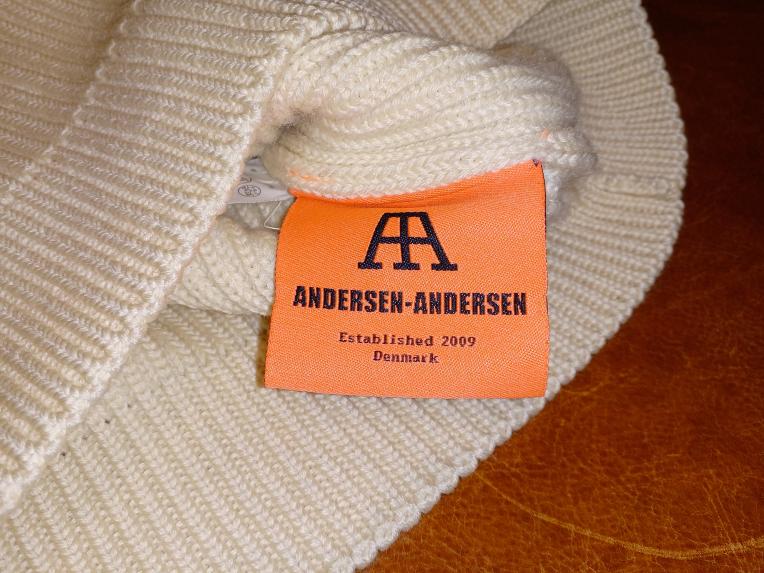 AA
ANDERSEN-ANDERSEN
Established 2009
Denmark